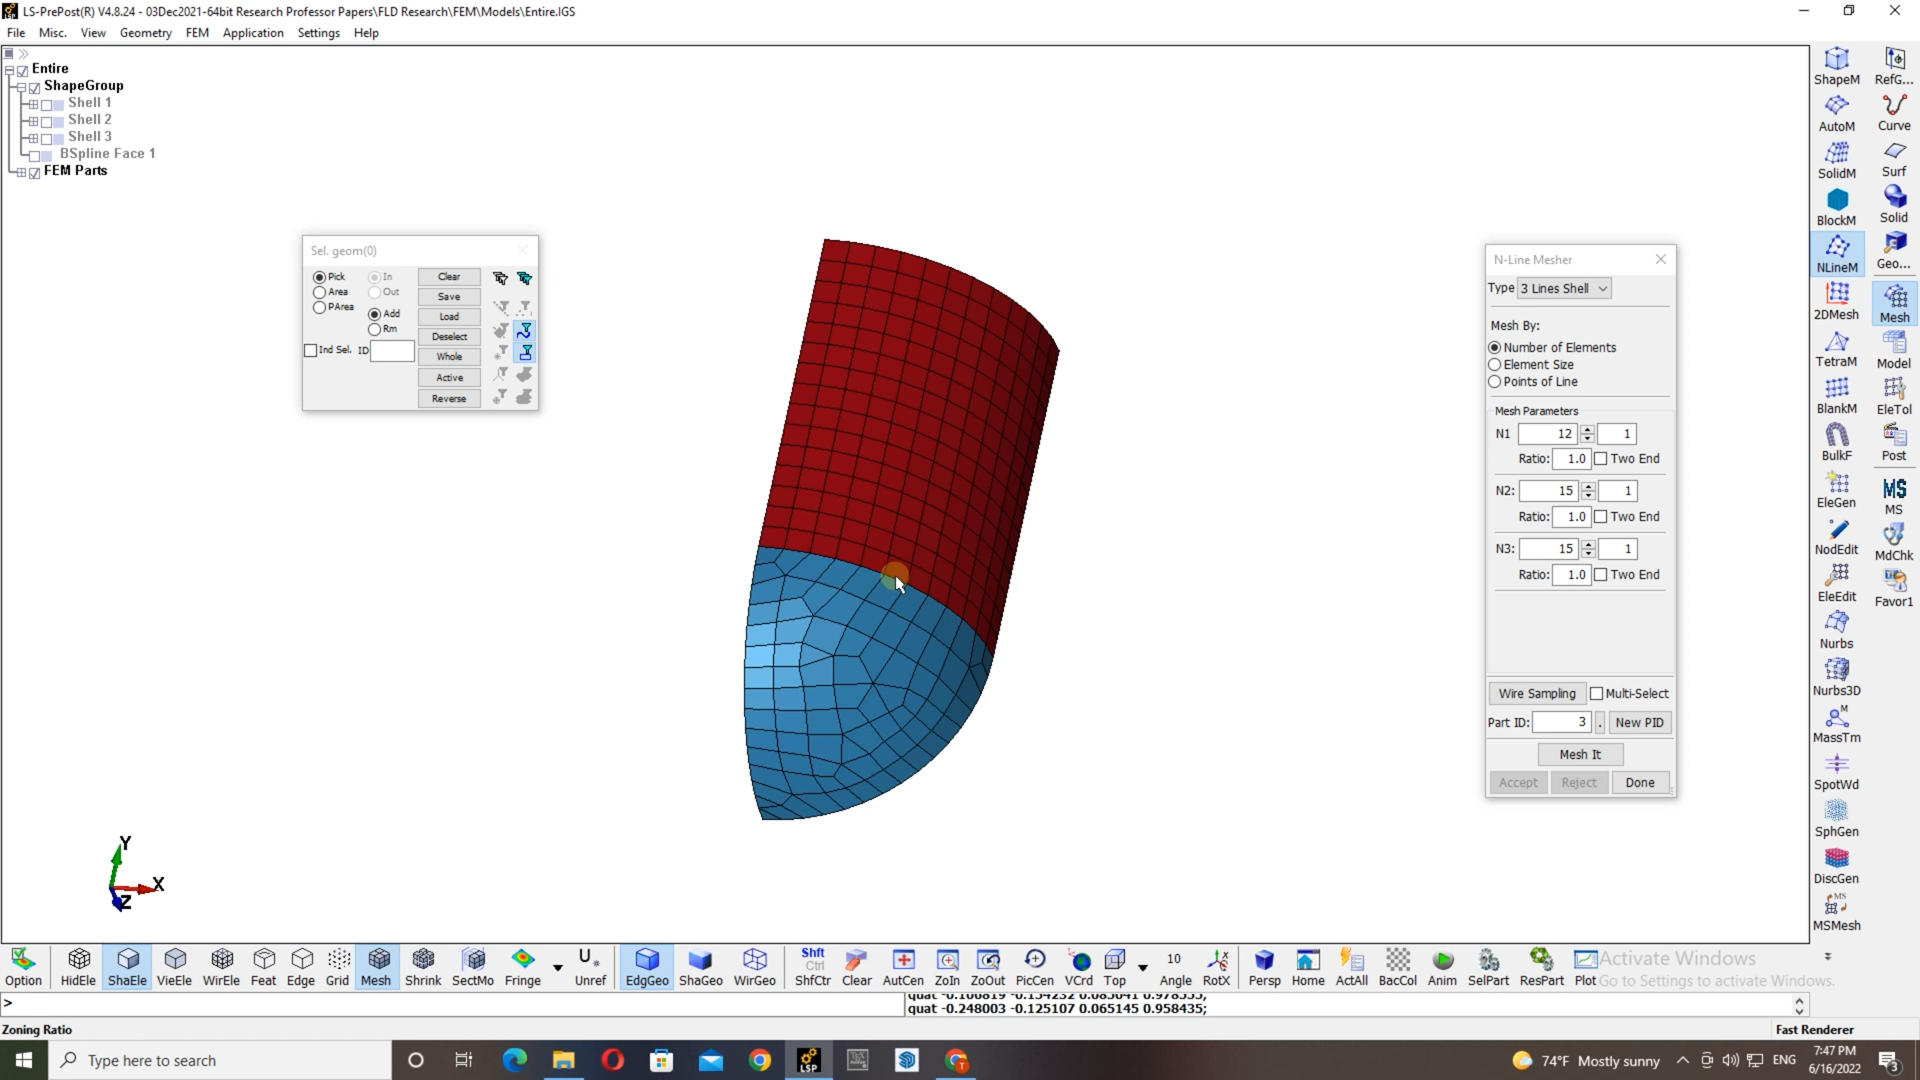 LS-PrePost(R) V4.8.24 - 03Dec2021-64bit Research Professor Papers\FLD Research\FEM\Models\Entire.IGS
File Misc. View Geometry FEM Application Settings Help
Entire
ShapeGroup
Shell 1
Shell 2
Shell 3
BSpline Face 1
FEM Parts
Sel. geom(0)
Pick In Clear
Area Out Save
PArea Add Load
Rm Deselect
Ind Sel. ID Whole
Active
Reverse
N-Line Mesher
Type 3 Lines Shell
Mesh By:
Number of Elements
Element Size
Points of Line
Mesh Parameters
N1 12 1
Ratio: 1.0 Two End
N2: 15 1
Ratio: 1.0 Two End
N3: 15 1
Ratio: 1.0 Two End
Wire Sampling Multi-Select
Part ID: 3 . New PID
Mesh It
Accept Reject Done
ShapeM RefG...
AutoM Curve
SolidM Surf
BlockM Solid
NLineM Geo...
2DMesh Mesh
TetraM Model
BlankM EleTol
BulkF Post
EleGen MS MS
NodEdit MdChk
EleEdit Favor1
Nurbs
Nurbs3D
M
MassTm
SpotWd
SphGen
DiscGen
MS
MSMesh
Y
X
Z
Option HidEle ShaEle VieEle WirEle Feat Edge Grid Mesh Shrink SectMo Fringe U Unref EdgGeo ShaGeo WirGeo Shft Ctrl ShfCtr Clear AutCen ZoIn ZoOut PicCen VCrd Top 10 Angle RotX Persp Home ActAll BacCol Anim SelPart ResPart Plot
Activate Windows
Go to Settings to activate Windows.
>
quat -0.248003 -0.125107 0.065145 0.958435;
Zoning Ratio Fast Renderer
Type here to search
LSP
T
74°F Mostly sunny ENG 7:47 PM
6/16/2022
3